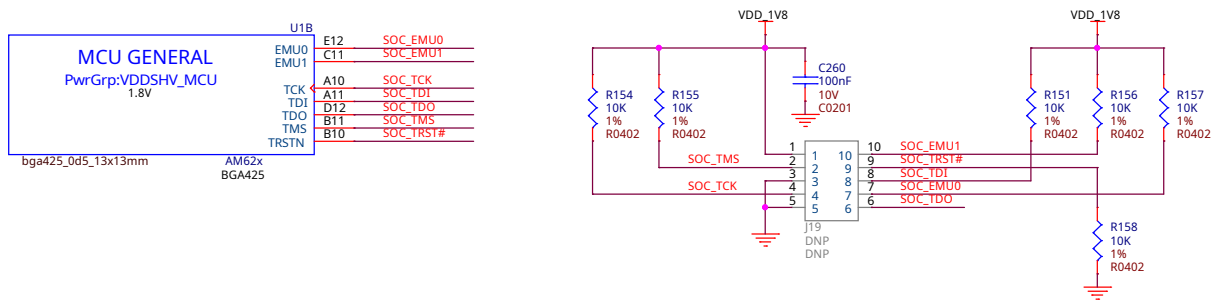 U1B
MCU GENERAL
PwrGrp:VDDSHV_MCU
1.8V
EMU0 E12 SOC_EMU0
EMU1 C11 SOC_EMU1
TCK A10 SOC_TCK
TDI A11 SOC_TDI
TDO D12 SOC_TDO
TMS B11 SOC_TMS
TRSTN B10 SOC_TRST#
bga425_0d5_13x13mm
AM62x
BGA425
VDD_1V8
C260
100nF
10V
C0201
R154
10K
1%
R0402
R155
10K
1%
R0402
VDD_1V8
R151
10K
1%
R0402
R156
10K
1%
R0402
R157
10K
1%
R0402
1 1 10 10 SOC_EMU1
SOC_TMS 2 2 9 9 SOC_TRST#
3 3 8 8 SOC_TDI
SOC_TCK 4 4 7 7 SOC_EMU0
5 5 6 6 SOC_TDO
J19
DNP
DNP
R158
10K
1%
R0402